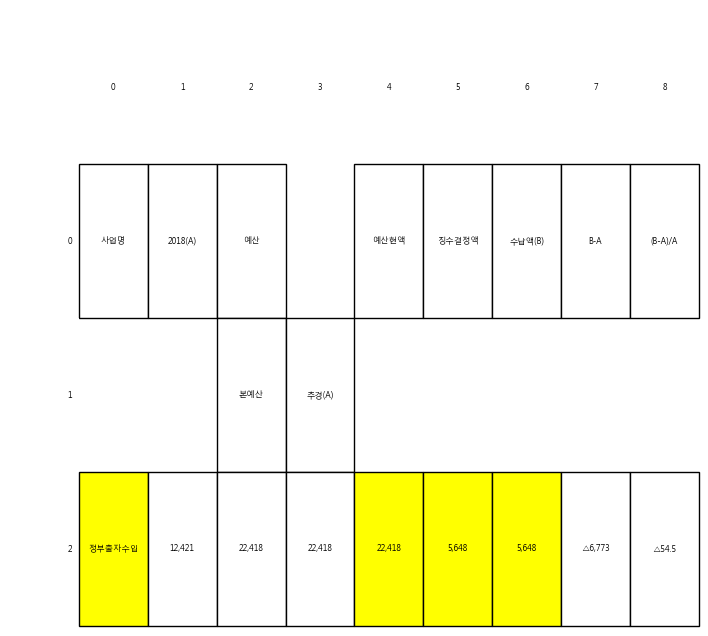 0 1 2 3 4 5 6 7 8
0 사업명 2018(A) 예산 예산현액 징수결정액 수납액(B) B-A (B-A)/A
1 본예산 추경(A)
2 정부출자수입 12,421 22,418 22,418 22,418 5,648 5,648 △6,773 △54.5